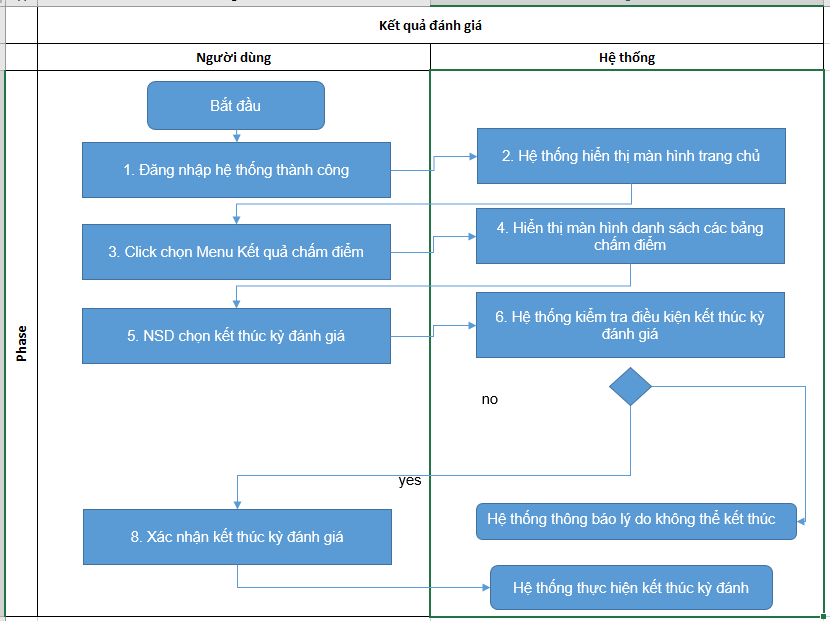 Kết quả đánh giá
Người dùng
Hệ thống
Phase
Bắt đầu
1. Đăng nhập hệ thống thành công
2. Hệ thống hiển thị màn hình trang chủ
3. Click chọn Menu Kết quả chấm điểm
4. Hiển thị màn hình danh sách các bảng
chấm điểm
5. NSD chọn kết thúc kỳ đánh giá
6. Hệ thống kiểm tra điều kiện kết thúc kỳ
đánh giá
no
yes
8. Xác nhận kết thúc kỳ đánh giá
Hệ thống thông báo lý do không thể kết thúc
Hệ thống thực hiện kết thúc kỳ đánh